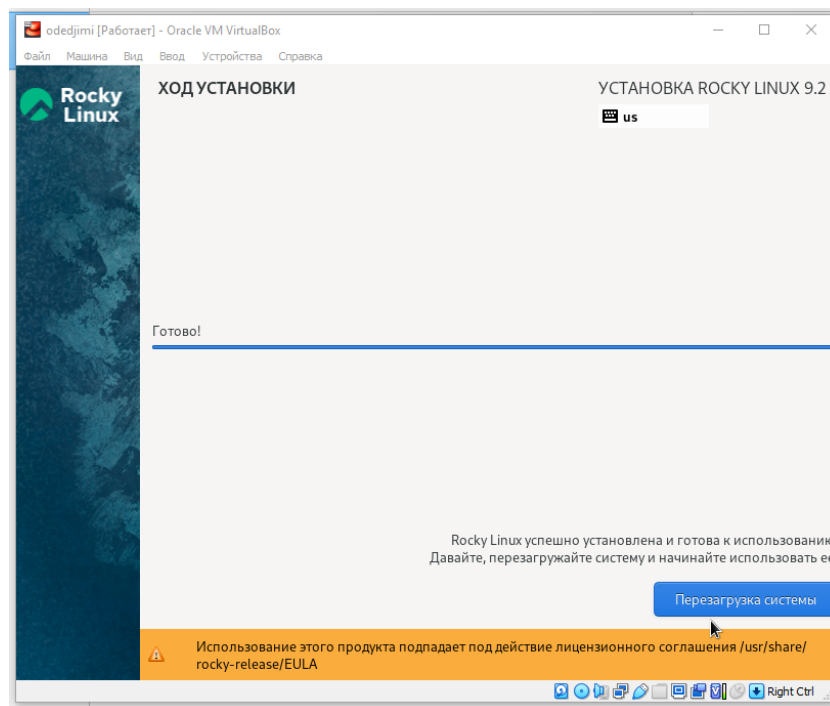 odedjimi [Работает] - Oracle VM VirtualBox
Файл Машина Вид Ввод Устройства Справка
Rocky
Linux
ХОД УСТАНОВКИ
УСТАНОВКА ROCKY LINUX 9.2
us
Готово!
Rocky Linux успешно установлена и готова к
Давайте, перезагружайте систему и начинайте использовать
Перезагрузка системы
Использование этого продукта подпадает под действие лицензионного соглашения /usr/share/
rocky-release/EULA
Right Ctrl